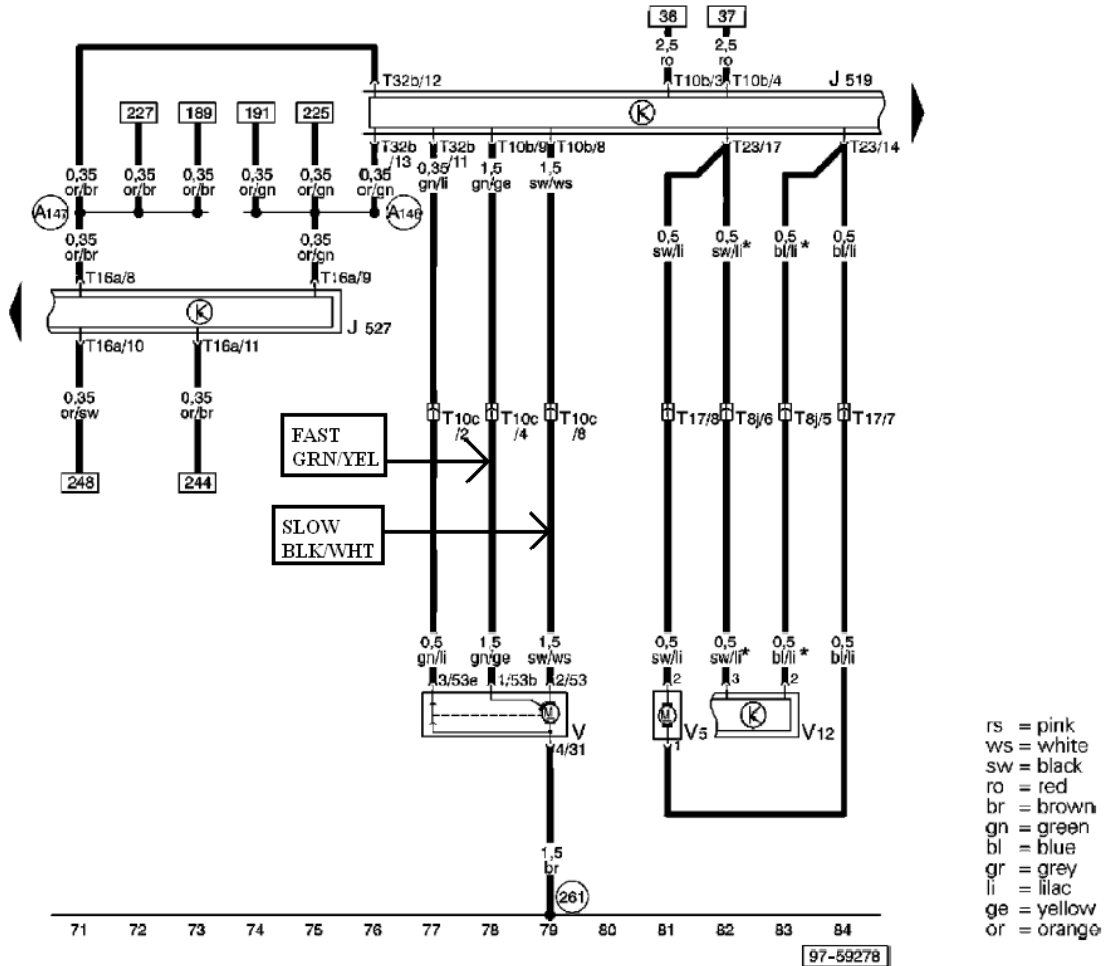 36 37
2,5 2,5
ro ro
T32b/12 T10b/3 T10b/4 J 519
227 189 191 225
K
T32b/13 T32b/11 T10b/9 T10b/8 T23/17 T23/14
0,35 0,35 0,35 0,35 0,35 0,35 0,35 1,5 1,5
or/br or/br or/br or/gn or/gn or/gn gn/li gn/ge sw/ws
A147 A146
0,5 0,5 0,5 0,5
sw/li sw/li* bl/li* bl/li
0,35 0,35
or/br or/gn
T16a/8 T16a/9
K
J 527
T16a/10 T16a/11
0,35 0,35
or/sw or/br
T10c/2 T10c/4 T10c/8 T17/8 T8j/6 T8j/5 T17/7
FAST
GRN/YEL
248 244
SLOW
BLK/WHT
0,5 1,5 1,5 0,5 0,5 0,5 0,5
gn/li gn/ge sw/ws sw/li sw/li* bl/li* bl/li
3/53e 1/53b 2/53 2 3 2
M V M V5 K V12
4/31 1
1,5
br
261
71 72 73 74 75 76 77 78 79 80 81 82 83 84
97-59278
rs = pink
ws = white
sw = black
ro = red
br = brown
gn = green
bl = blue
gr = grey
li = lilac
ge = yellow
or = orange